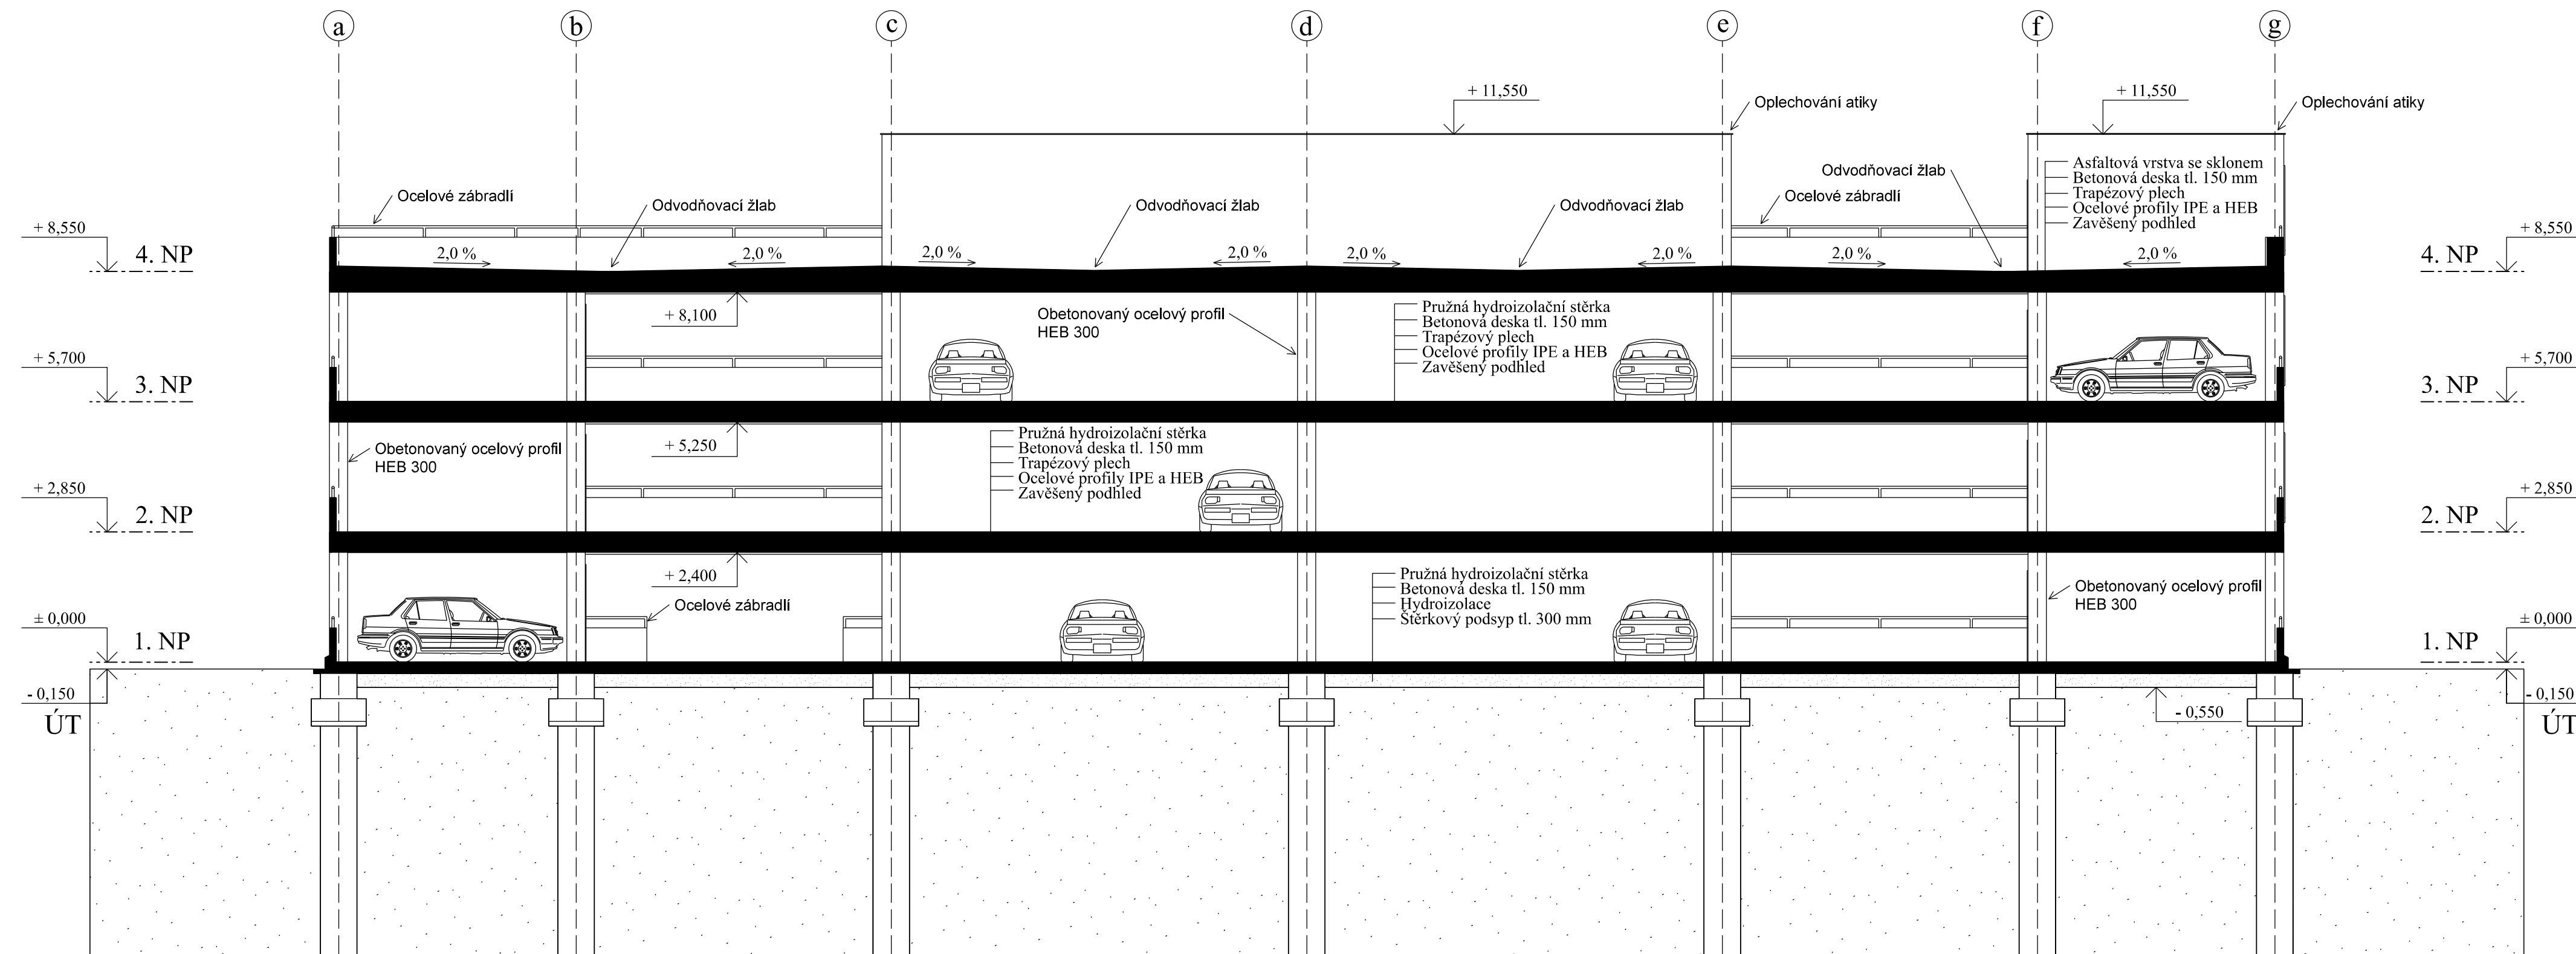 a b c d e f g
+ 11,550
+ 11,550
Oplechování atiky
Oplechování atiky
Asfaltová vrstva se sklonem
Betonová deska tl. 150 mm
Trapézový plech
Ocelové profily IPE a HEB
Zavěšený podhled
Ocelové zábradlí
Odvodňovací žlab
Odvodňovací žlab
Odvodňovací žlab
Odvodňovací žlab
Ocelové zábradlí
+ 8,550
4. NP
2,0 %
2,0 %
2,0 %
2,0 %
2,0 %
2,0 %
2,0 %
2,0 %
4. NP
+ 8,550
+ 8,100
Obetonovaný ocelový profil
HEB 300
Pružná hydroizolační stěrka
Betonová deska tl. 150 mm
Trapézový plech
Ocelové profily IPE a HEB
Zavěšený podhled
+ 5,700
3. NP
3. NP
+ 5,700
+ 5,250
Obetonovaný ocelový profil
HEB 300
Pružná hydroizolační stěrka
Betonová deska tl. 150 mm
Trapézový plech
Ocelové profily IPE a HEB
Zavěšený podhled
+ 2,850
2. NP
2. NP
+ 2,850
+ 2,400
Ocelové zábradlí
Pružná hydroizolační stěrka
Betonová deska tl. 150 mm
Hydroizolace
Štěrkový podsyp tl. 300 mm
Obetonovaný ocelový profil
HEB 300
± 0,000
1. NP
1. NP
± 0,000
- 0,150
ÚT
- 0,550
- 0,150
ÚT